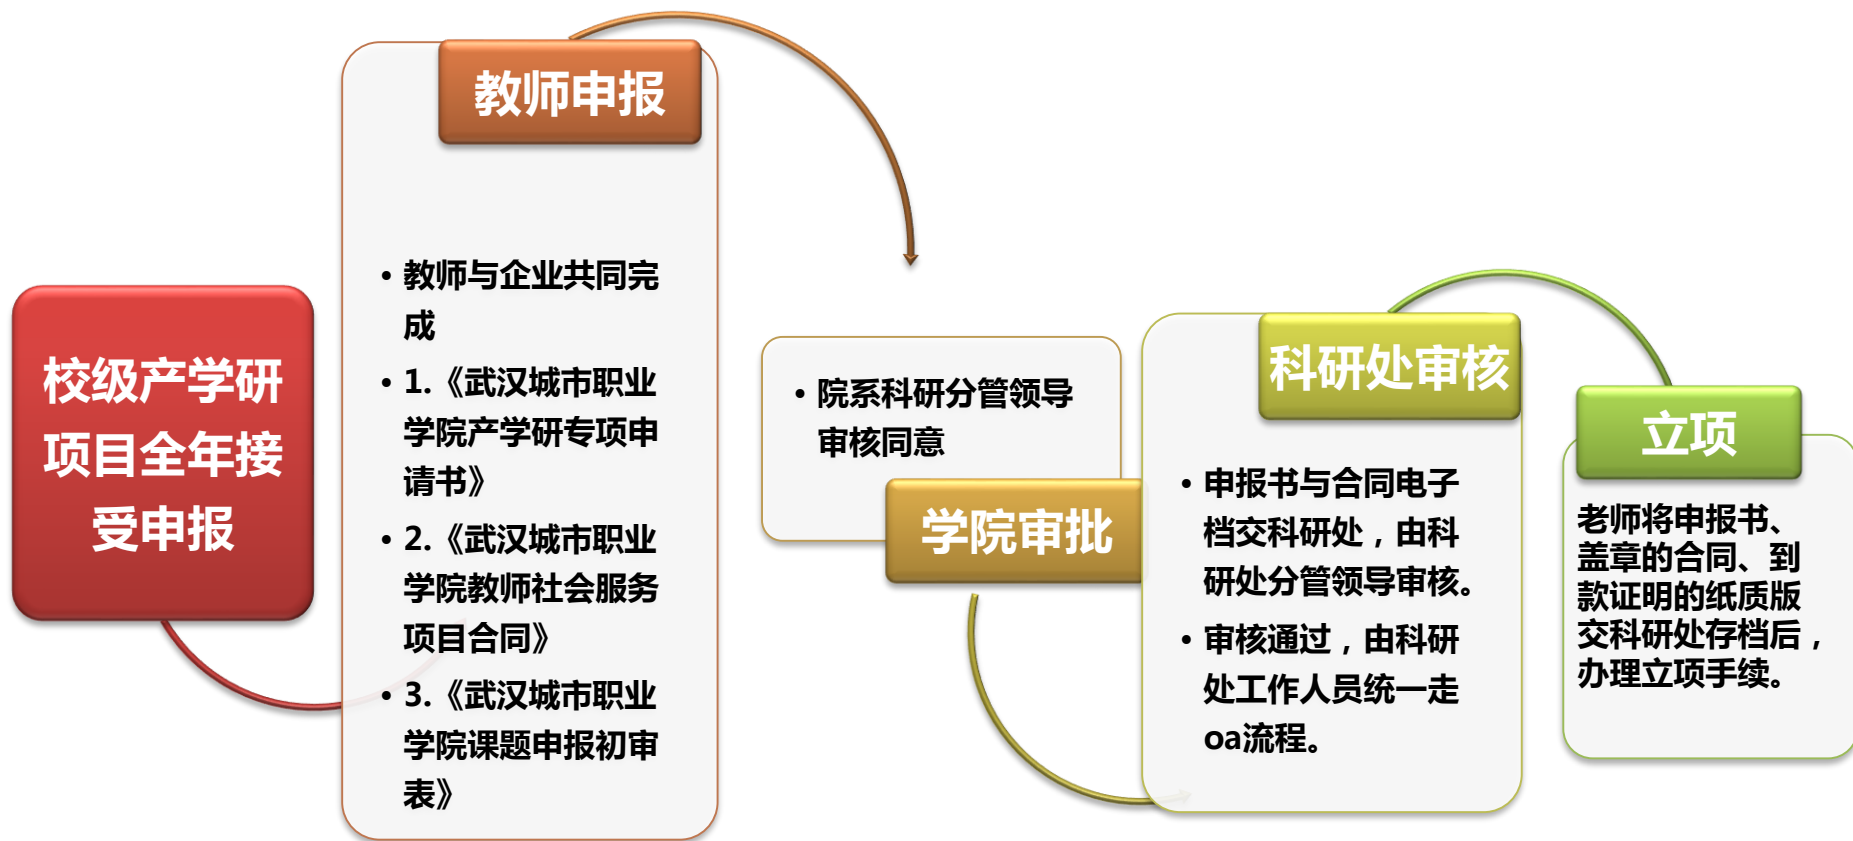 校级产学研
项目全年接
受申报
教师申报
• 教师与企业共同完
成
• 1.《武汉城市职业
学院产学研专项申
请书》
• 2.《武汉城市职业
学院教师社会服务
项目合同》
• 3.《武汉城市职业
学院课题申报初审
表》
• 院系科研分管领导
审核同意
学院审批
科研处审核
• 申报书与合同电子
档交科研处，由科
研处分管领导审核。
• 审核通过，由科研
处工作人员统一走
oa流程。
立项
老师将申报书、
盖章的合同、到
款证明的纸质版
交科研处存档后，
办理立项手续。